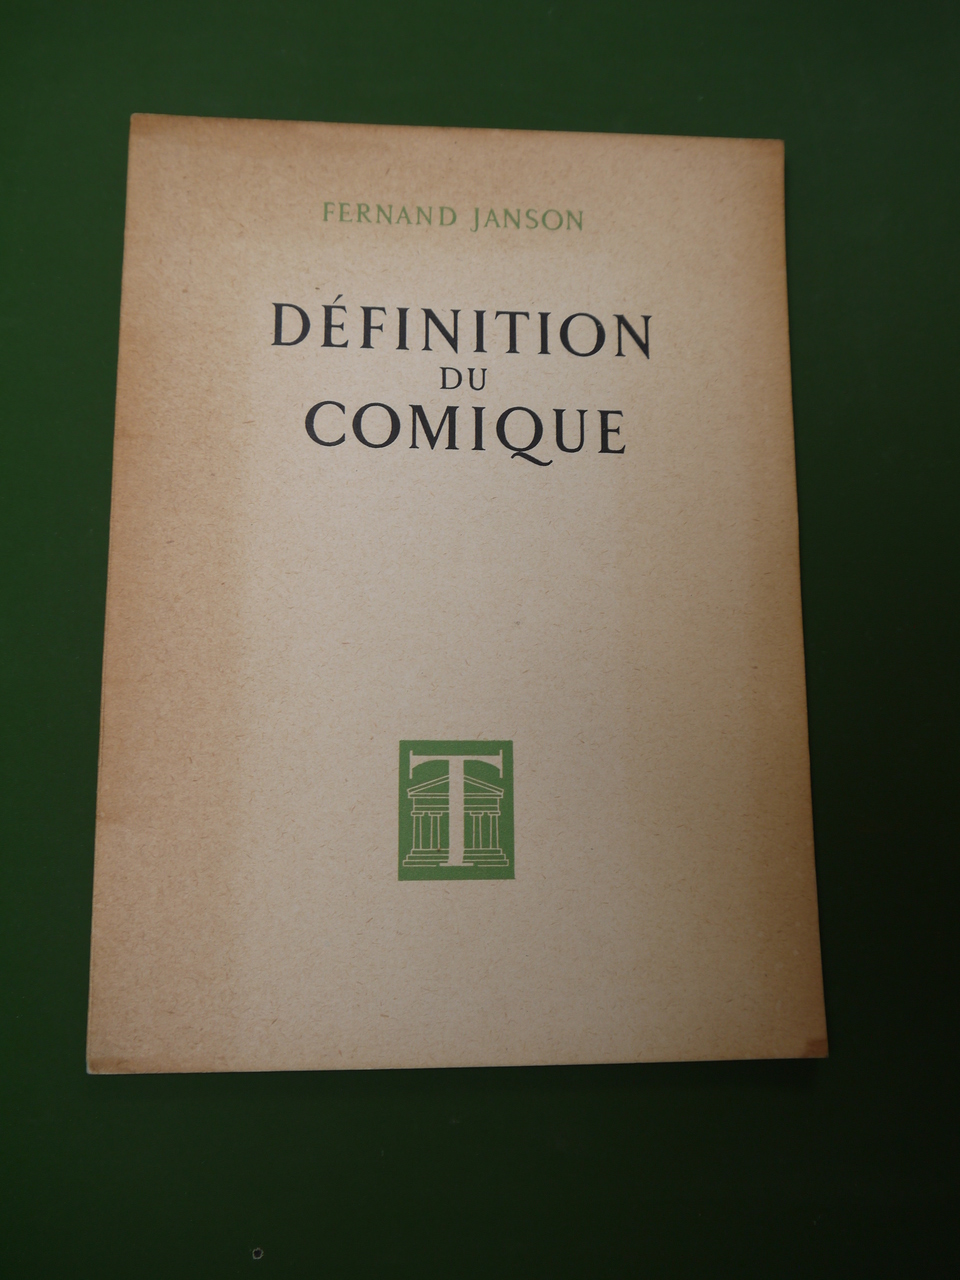 FERNAND JANSON
DÉFINITION
DU
COMIQUE
T